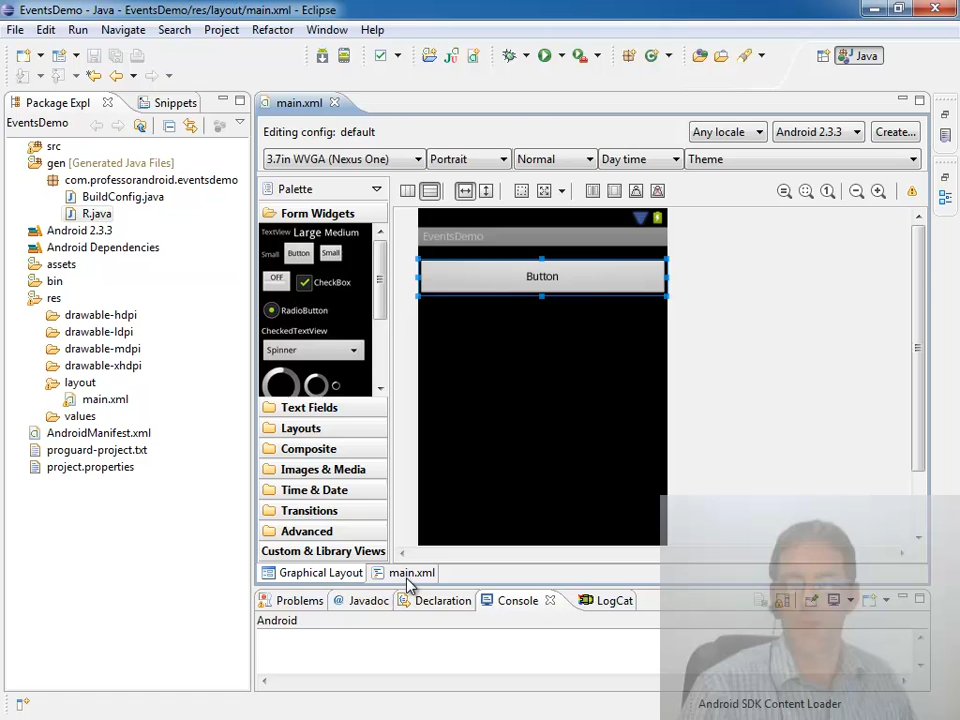 EventsDemo - Java - EventsDemo/res/layout/main.xml - Eclipse
File Edit Run Navigate Search Project Refactor Window Help
Java
Package Expl
Snippets
main.xml
EventsDemo
Editing config: default
Any locale
Android 2.3.3
Create...
3.7in WVGA (Nexus One)
Portrait
Normal
Day time
Theme
src
gen [Generated Java Files]
com.professorandroid.eventsdemo
BuildConfig.java
R.java
Android 2.3.3
Android Dependencies
assets
bin
res
drawable-hdpi
drawable-ldpi
drawable-mdpi
drawable-xhdpi
layout
main.xml
values
AndroidManifest.xml
proguard-project.txt
project.properties
Palette
Form Widgets
TextView Large Medium
Small Button Small
OFF CheckBox
RadioButton
CheckedTextView
Spinner
Text Fields
Layouts
Composite
Images & Media
Time & Date
Transitions
Advanced
Custom & Library Views
EventsDemo
Button
Graphical Layout
main.xml
Problems
@ Javadoc
Declaration
Console
LogCat
Android
Android SDK Content Loader